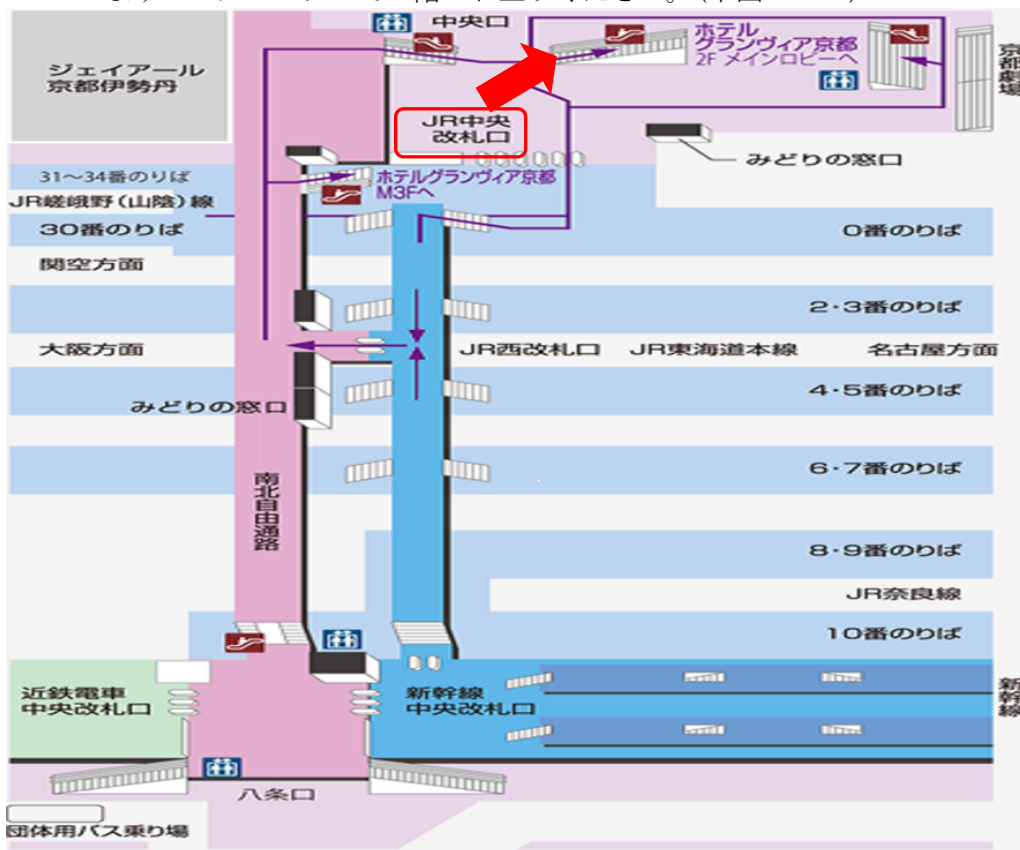 中央口
ホテル
グランヴィア京都
2F メインロビーへ
京都劇場
ジェイアール
京都伊勢丹
JR中央
改札口
みどりの窓口
31〜34番のりば
ホテルグランヴィア京都
M3Fへ
JR嵯峨野(山陰)線
30番のりば
0番のりば
関空方面
2・3番のりば
大阪方面
JR西改札口
JR東海道本線
名古屋方面
4・5番のりば
みどりの窓口
6・7番のりば
南北自由通路
8・9番のりば
JR奈良線
10番のりば
近鉄電車
中央改札口
新幹線
中央改札口
新幹線
八条口
団体用バス乗り場